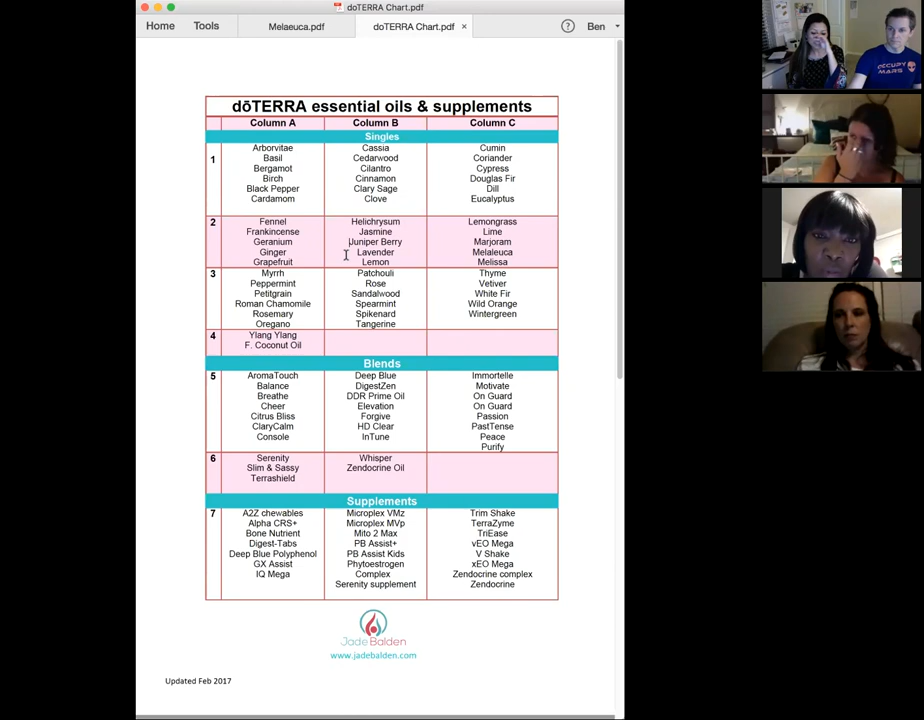 doTERRA Chart.pdf
Home Tools Melaeuca.pdf doTERRA Chart.pdf × ? Ben
dōTERRA essential oils & supplements
Column A Column B Column C
Singles
1
Arborvitae Cassia Cumin
Basil Cedarwood Coriander
Bergamot Cilantro Cypress
Birch Cinnamon Douglas Fir
Black Pepper Clary Sage Dill
Cardamom Clove Eucalyptus
2 Fennel Helichrysum Lemongrass
Frankincense Jasmine Lime
Geranium Juniper Berry Marjoram
Ginger Lavender Melaleuca
Grapefruit Lemon Melissa
3 Myrrh Patchouli Thyme
Peppermint Rose Vetiver
Petitgrain Sandalwood White Fir
Roman Chamomile Spearmint Wild Orange
Rosemary Spikenard Wintergreen
Oregano Tangerine
4 Ylang Ylang
F. Coconut Oil
Blends
5 AromaTouch Deep Blue Immortelle
Balance DigestZen Motivate
Breathe DDR Prime Oil On Guard
Cheer Elevation On Guard
Citrus Bliss Forgive Passion
ClaryCalm HD Clear PastTense
Console InTune Peace
Purify
6 Serenity Whisper
Slim & Sassy Zendocrine Oil
Terrashield
Supplements
7 A2Z chewables Microplex VMz Trim Shake
Alpha CRS+ Microplex MVp TerraZyme
Bone Nutrient Mito 2 Max TriEase
Digest-Tabs PB Assist+ vEO Mega
Deep Blue Polyphenol PB Assist Kids V Shake
GX Assist Phytoestrogen xEO Mega
IQ Mega Complex Zendocrine complex
Serenity supplement Zendocrine
Jade Balden
www.jadebalden.com
Updated Feb 2017
OCCUPY
MARS